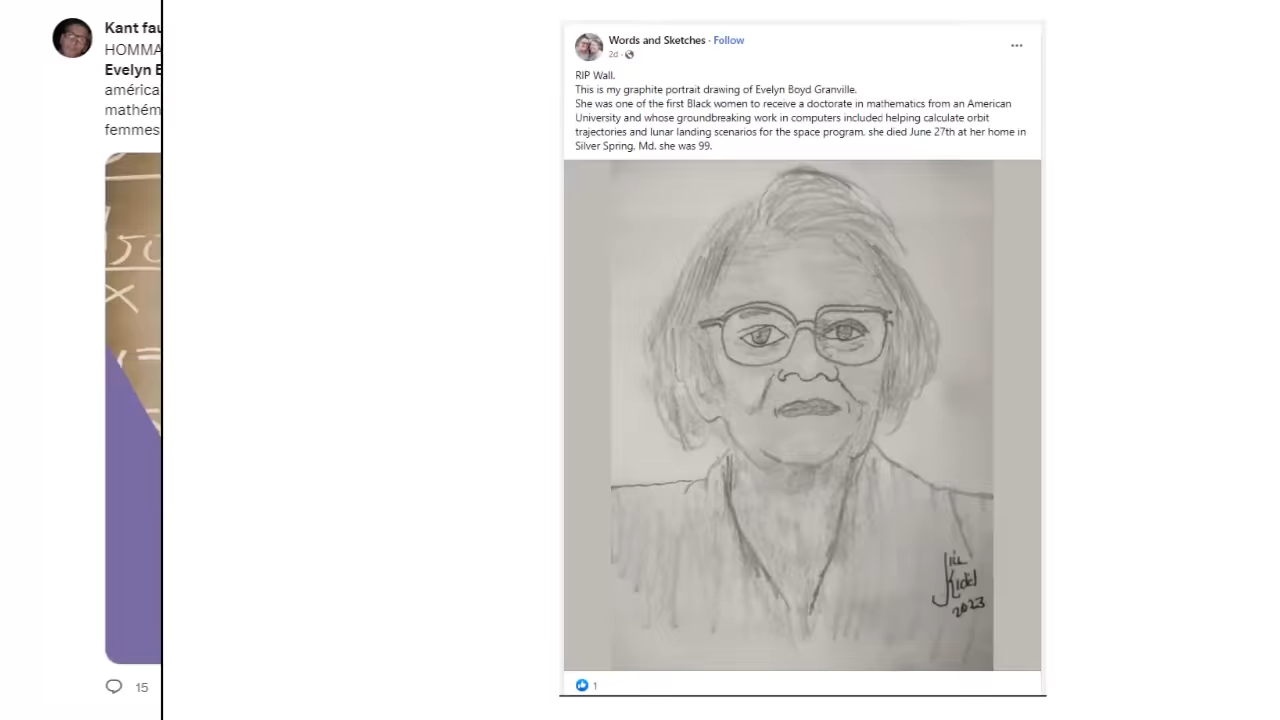 Kant fau
HOMMA
Evelyn B
américa
mathém
femmes
15
Words and Sketches · Follow
2d ·
RIP Wall.
This is my graphite portrait drawing of Evelyn Boyd Granville.
She was one of the first Black women to receive a doctorate in mathematics from an American
University and whose groundbreaking work in computers included helping calculate orbit
trajectories and lunar landing scenarios for the space program. she died June 27th at her home in
Silver Spring, Md. she was 99.
Kidd
2023
1